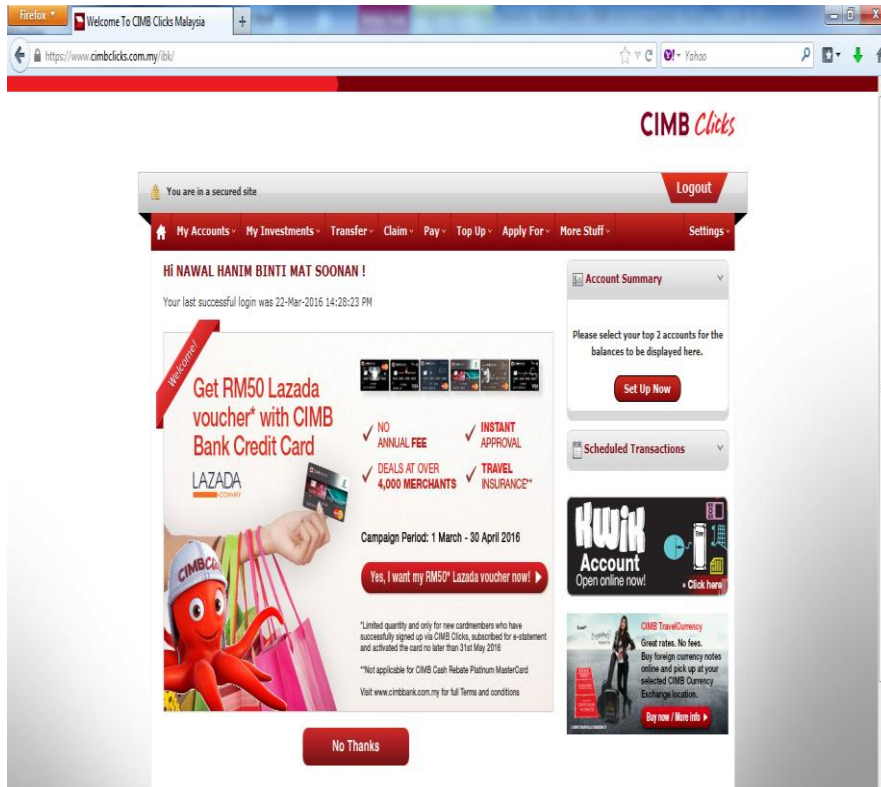 Firefox
Welcome To CIMB Clicks Malaysia
+
https://www.cimbclicks.com.my/ibk/
Yahoo
CIMB Clicks
You are in a secured site
Logout
My Accounts My Investments Transfer Claim Pay Top Up Apply For More Stuff Settings
Hi NAWAL HANIM BINTI MAT SOONAN !
Your last successful login was 22-Mar-2016 14:28:23 PM
Welcome!
Get RM50 Lazada
voucher* with CIMB
Bank Credit Card
LAZADA
.COM.MY
NO
ANNUAL FEE
INSTANT
APPROVAL
DEALS AT OVER
4,000 MERCHANTS
TRAVEL
INSURANCE**
Campaign Period: 1 March - 30 April 2016
Yes, I want my RM50* Lazada voucher now!
*Limited quantity and only for new cardmembers who have
successfully signed up via CIMB Clicks, subscribed for e-statement
and activated the card no later than 31st May 2016
**Not applicable for CIMB Cash Rebate Platinum MasterCard
Visit www.cimbbank.com.my for full Terms and conditions
No Thanks
Account Summary
Please select your top 2 accounts for the
balances to be displayed here.
Set Up Now
Scheduled Transactions
KWiK
Account
Open online now!
» Click here
CIMB TravelCurrency
Great rates. No fees.
Buy foreign currency notes
online and pick up at your
selected CIMB Currency
Exchange location.
Buy now / More info